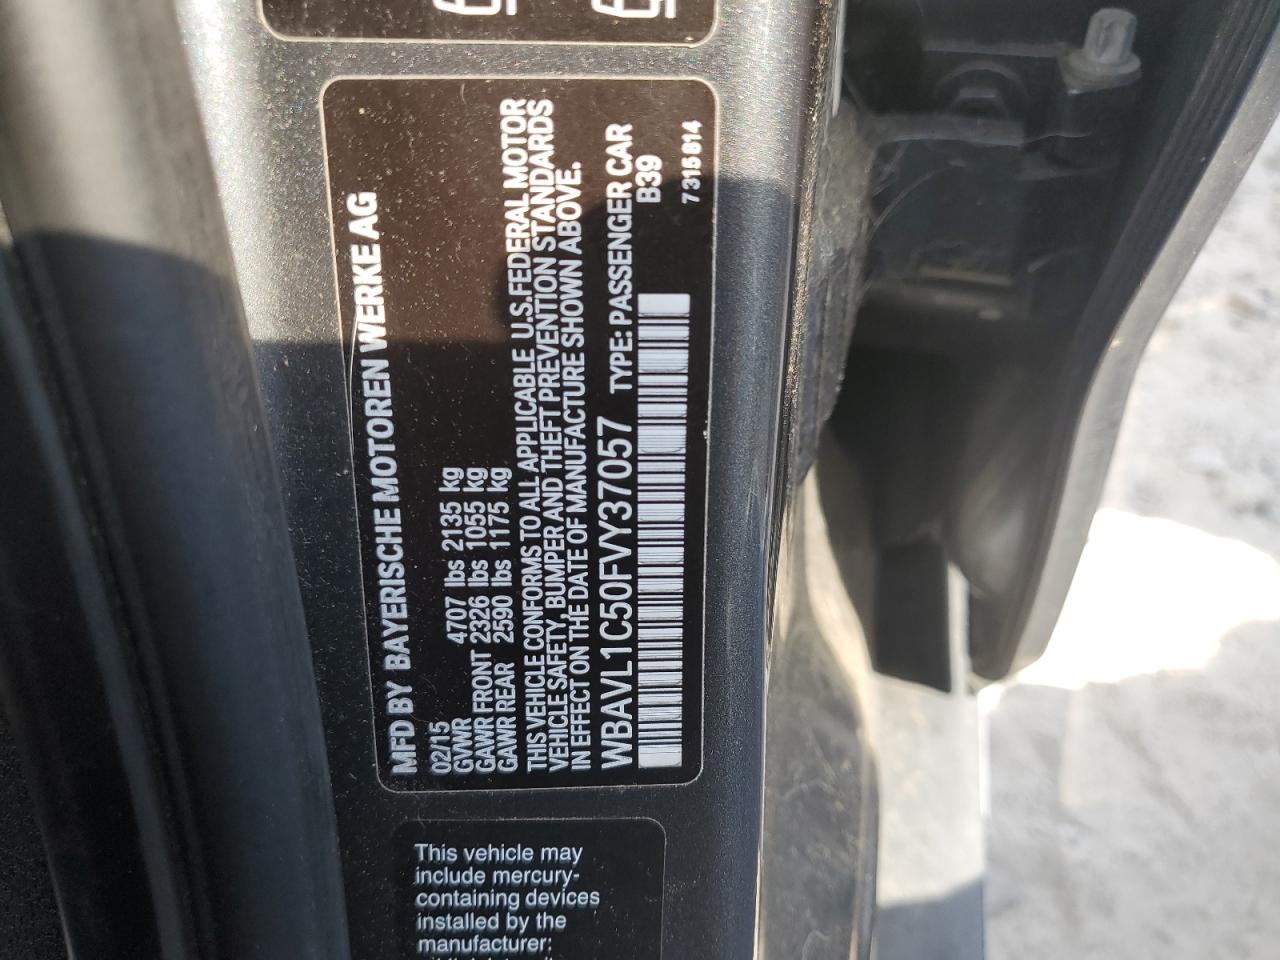 MFD BY BAYERISCHE MOTOREN WERKE AG
02/15
GVWR 4707 lbs 2135 kg
GAWR FRONT 2326 lbs 1055 kg
GAWR REAR 2590 lbs 1175 kg
THIS VEHICLE CONFORMS TO ALL APPLICABLE U.S.FEDERAL MOTOR
VEHICLE SAFETY, BUMPER AND THEFT PREVENTION STANDARDS
IN EFFECT ON THE DATE OF MANUFACTURE SHOWN ABOVE.
WBAVL1C50FVY37057 TYPE: PASSENGER CAR
B39
7315814
This vehicle may
include mercury-
containing devices
installed by the
manufacturer: